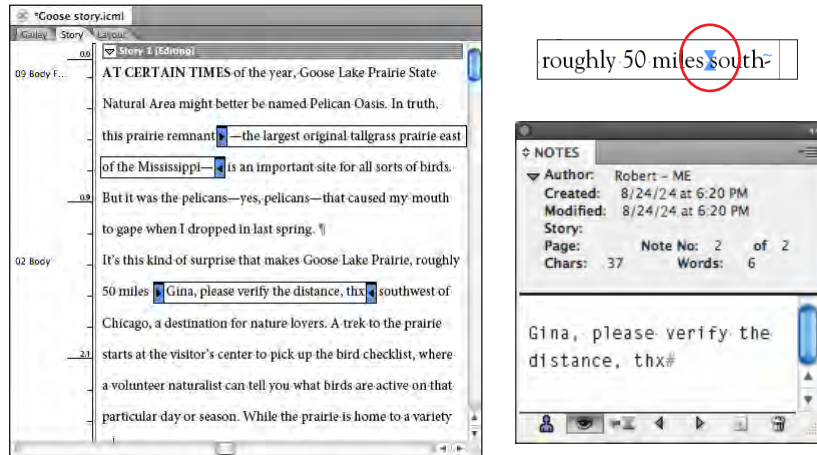 *Goose story.icml
Galley Story Layout
Story 1 [Editing]
0.0
09 Body F...
AT CERTAIN TIMES of the year, Goose Lake Prairie State
Natural Area might better be named Pelican Oasis. In truth,
this prairie remnant—the largest original tallgrass prairie east
of the Mississippi—is an important site for all sorts of birds.
0.9
But it was the pelicans—yes, pelicans—that caused my mouth
to gape when I dropped in last spring. ¶
02 Body
It's this kind of surprise that makes Goose Lake Prairie, roughly
50 miles Gina, please verify the distance, thx southwest of
Chicago, a destination for nature lovers. A trek to the prairie
2.1
starts at the visitor's center to pick up the bird checklist, where
a volunteer naturalist can tell you what birds are active on that
particular day or season. While the prairie is home to a variety
roughly 50 miles south-
NOTES
Author: Robert - ME
Created: 8/24/24 at 6:20 PM
Modified: 8/24/24 at 6:20 PM
Story:
Page: Note No: 2 of 2
Chars: 37 Words: 6
Gina, please verify the
distance, thx#